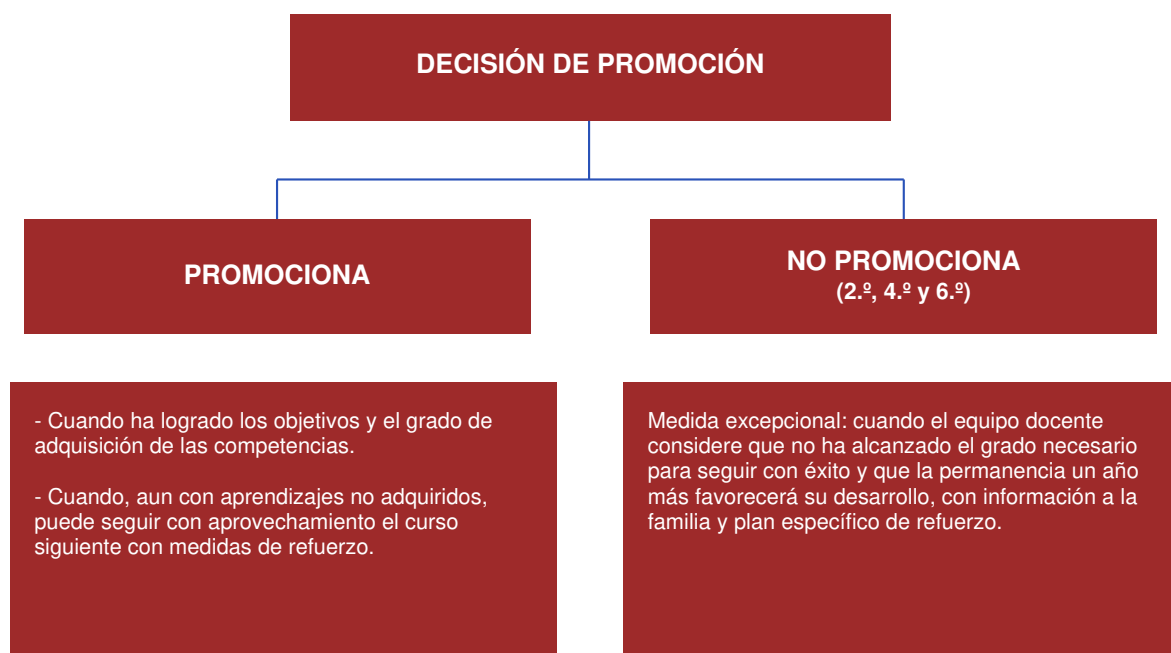 DECISIÓN DE PROMOCIÓN
PROMOCIONA
NO PROMOCIONA
(2.º, 4.º y 6.º)
- Cuando ha logrado los objetivos y el grado de
adquisición de las competencias.
- Cuando, aun con aprendizajes no adquiridos,
puede seguir con aprovechamiento el curso
siguiente con medidas de refuerzo.
Medida excepcional: cuando el equipo docente
considere que no ha alcanzado el grado necesario
para seguir con éxito y que la permanencia un año
más favorecerá su desarrollo, con información a la
familia y plan específico de refuerzo.